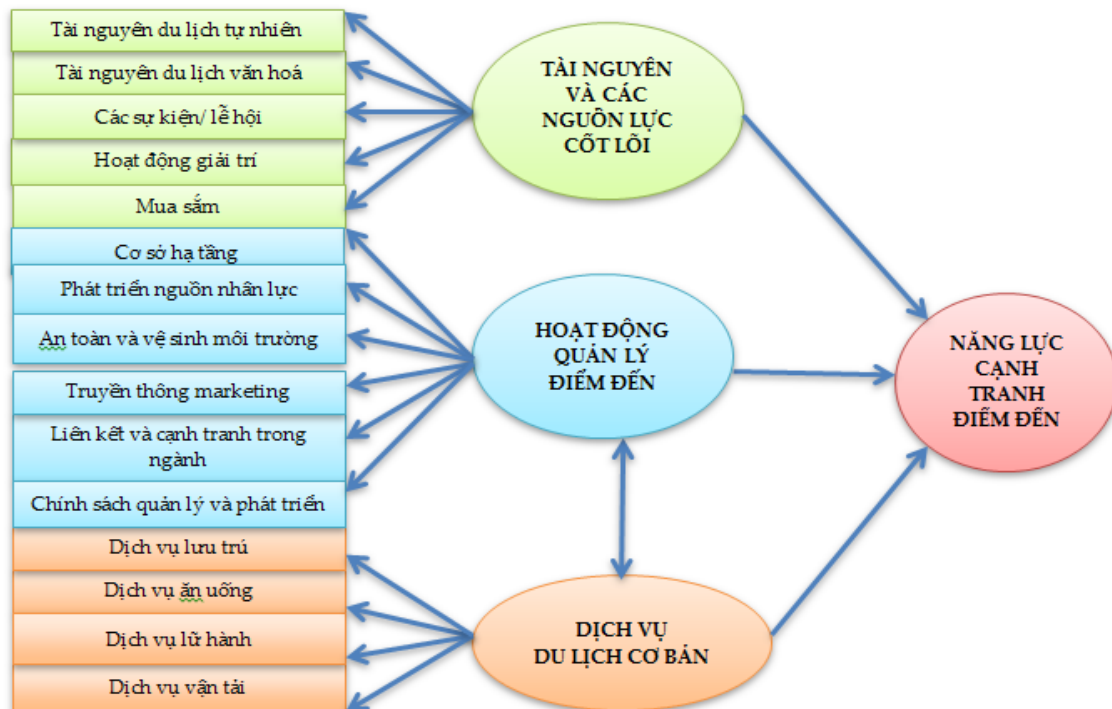 Tài nguyên du lịch tự nhiên
Tài nguyên du lịch văn hoá
Các sự kiện/ lễ hội
Hoạt động giải trí
Mua sắm
Cơ sở hạ tầng
Phát triển nguồn nhân lực
An toàn và vệ sinh môi trường
Truyền thông marketing
Liên kết và cạnh tranh trong
ngành
Chính sách quản lý và phát triển
Dịch vụ lưu trú
Dịch vụ ăn uống
Dịch vụ lữ hành
Dịch vụ vận tải
TÀI NGUYÊN
VÀ CÁC
NGUỒN LỰC
CỐT LÕI
HOẠT ĐỘNG
QUẢN LÝ
ĐIỂM ĐẾN
DỊCH VỤ
DU LỊCH CƠ BẢN
NĂNG LỰC
CẠNH
TRANH
ĐIỂM ĐẾN